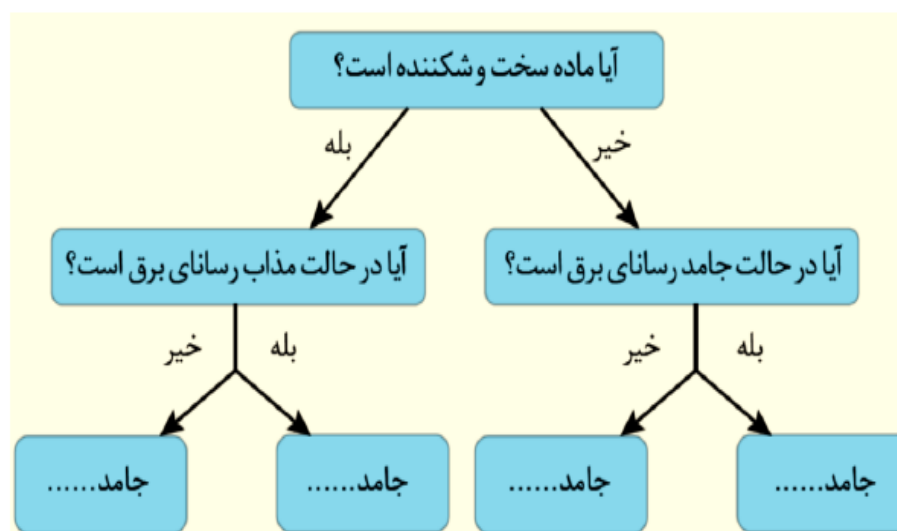 آیا ماده سخت و شکننده است؟
خیر
بله
آیا در حالت جامد رسانای برق است؟
آیا در حالت مذاب رسانای برق است؟
بله
خیر
بله
خیر
جامد......
جامد......
جامد......
جامد......